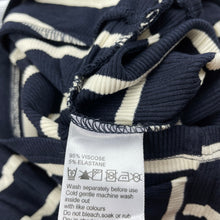 95% VISCOSE
5% ELASTANE
Wash separately before use
Cold gentle machine wash
inside out
with like colours
Do not bleach,soak or rub